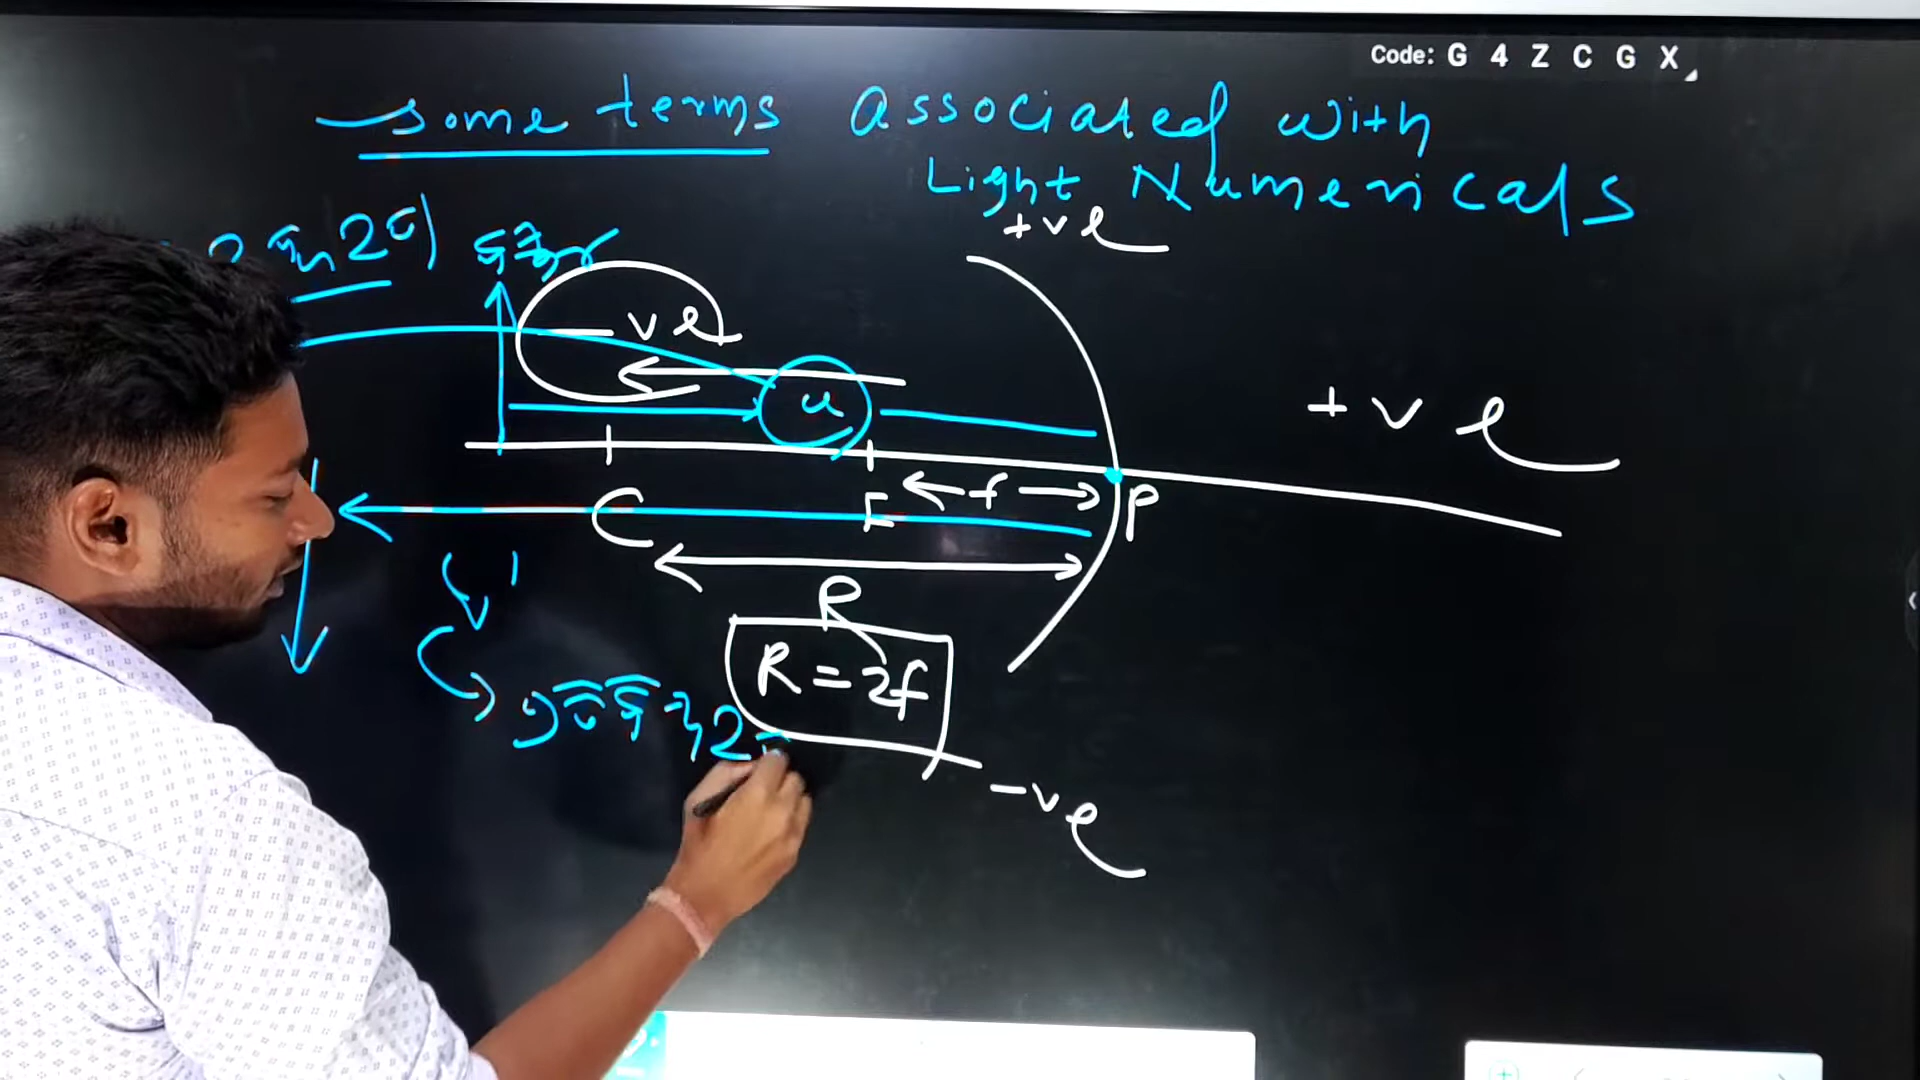 Code: G 4 Z C G X
some terms Associated with
Light Numericals
+ve
ve
u
+ve
C
F
f
P
R
R = 2f
-ve